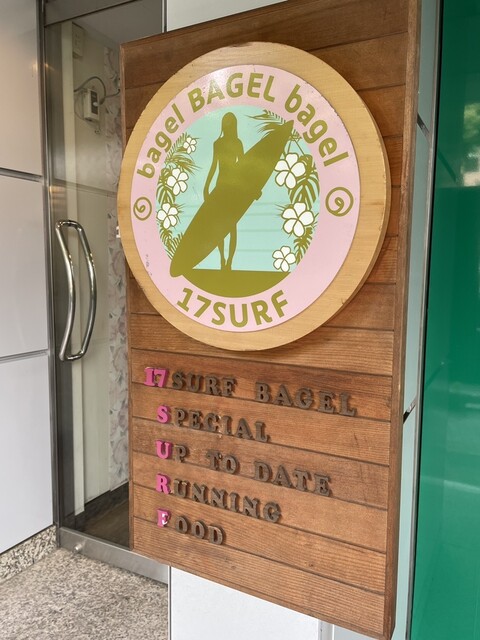 bagel BAGEL bagel
17SURF
17SURF BAGEL
SPECIAL
UP TO DATE
RUNNING
FOOD